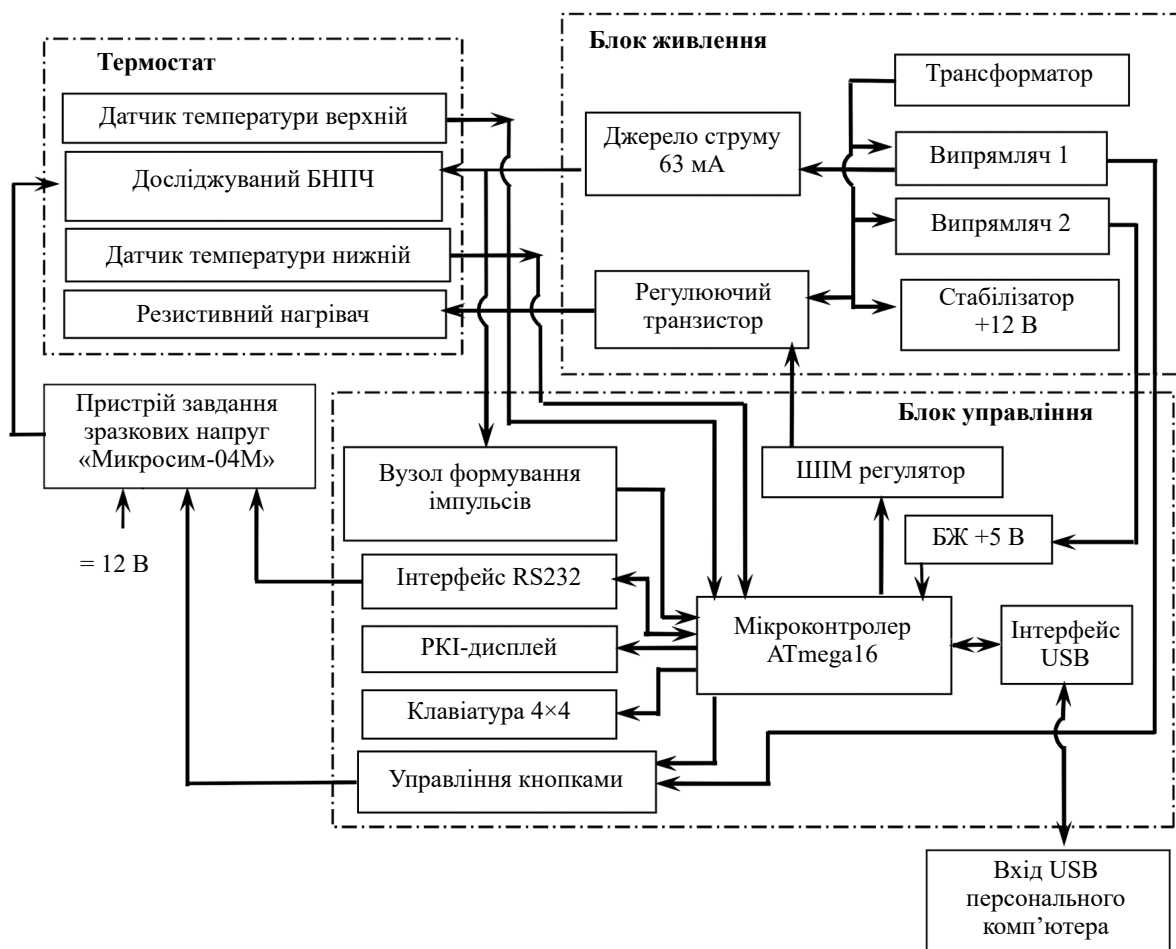 Блок живлення
Термостат
Трансформатор
Датчик температури верхній
Джерело струму
63 мА
Випрямляч 1
Досліджуваний БНПЧ
Випрямляч 2
Датчик температури нижній
Регулюючий
транзистор
Стабілізатор
+12 В
Резистивний нагрівач
Пристрій завдання
зразкових напруг
«Микросим-04М»
Блок управління
Вузол формування
імпульсів
ШІМ регулятор
БЖ +5 В
= 12 В
Інтерфейс RS232
Мікроконтролер
ATmega16
Інтерфейс
USB
РКІ-дисплей
Клавіатура 4×4
Управління кнопками
Вхід USB
персонального
комп’ютера